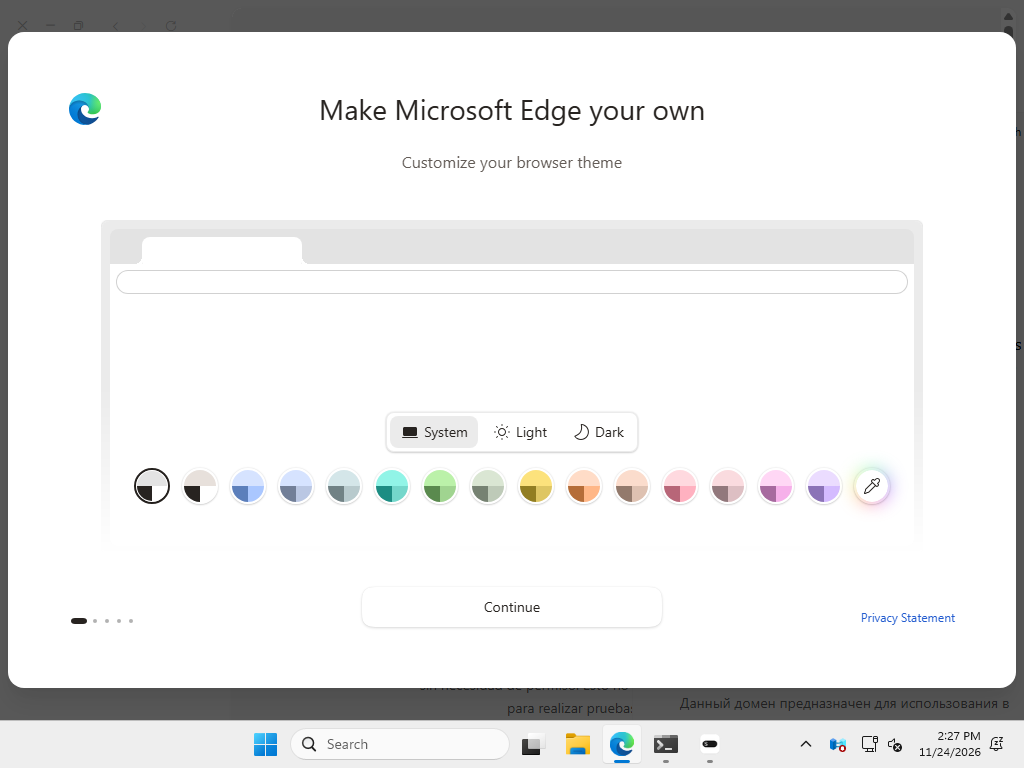 Make Microsoft Edge your own
Customize your browser theme
System
Light
Dark
Continue
Privacy Statement
para realizar prueba:
Данный домен предназначен для использования в
Search
2:27 PM
11/24/2026